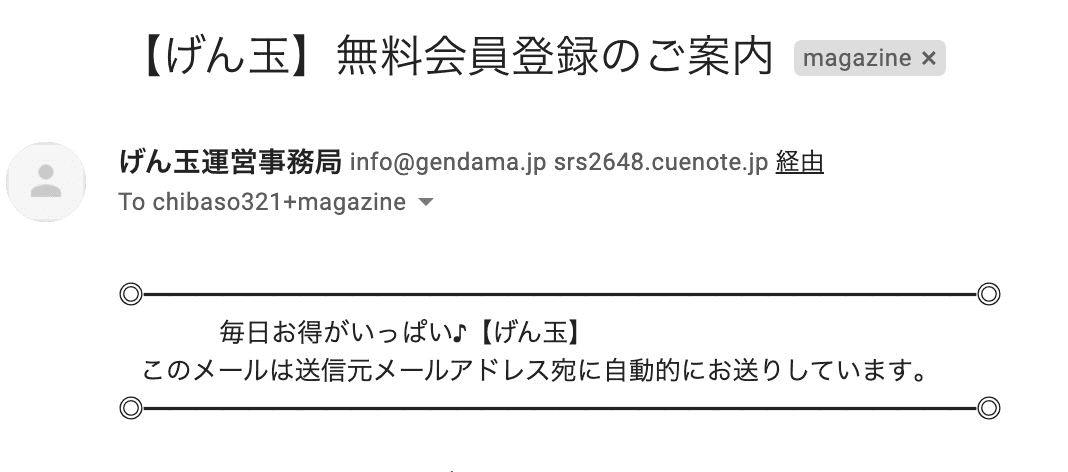 【げん玉】無料会員登録のご案内 magazine ×
げん玉運営事務局 info@gendama.jp srs2648.cuenote.jp 経由
To chibaso321+magazine
◎━━━━━━━━━━━━━━━━━━━━━━━━━━━━━━━━◎
毎日お得がいっぱい♪【げん玉】
このメールは送信元メールアドレス宛に自動的にお送りしています。
◎━━━━━━━━━━━━━━━━━━━━━━━━━━━━━━━━◎